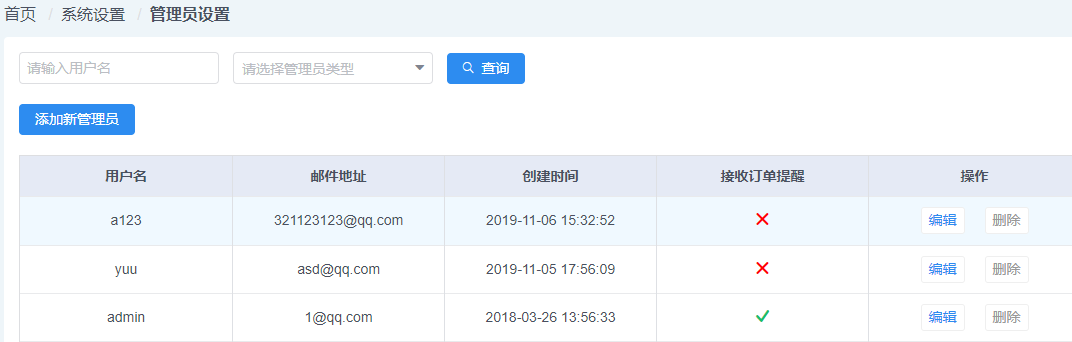 首页 / 系统设置 / 管理员设置
请输入用户名 请选择管理员类型 查询
添加新管理员
用户名 邮件地址 创建时间 接收订单提醒 操作
a123 321123123@qq.com 2019-11-06 15:32:52 编辑 删除
yuu asd@qq.com 2019-11-05 17:56:09 编辑 删除
admin 1@qq.com 2018-03-26 13:56:33 编辑 删除